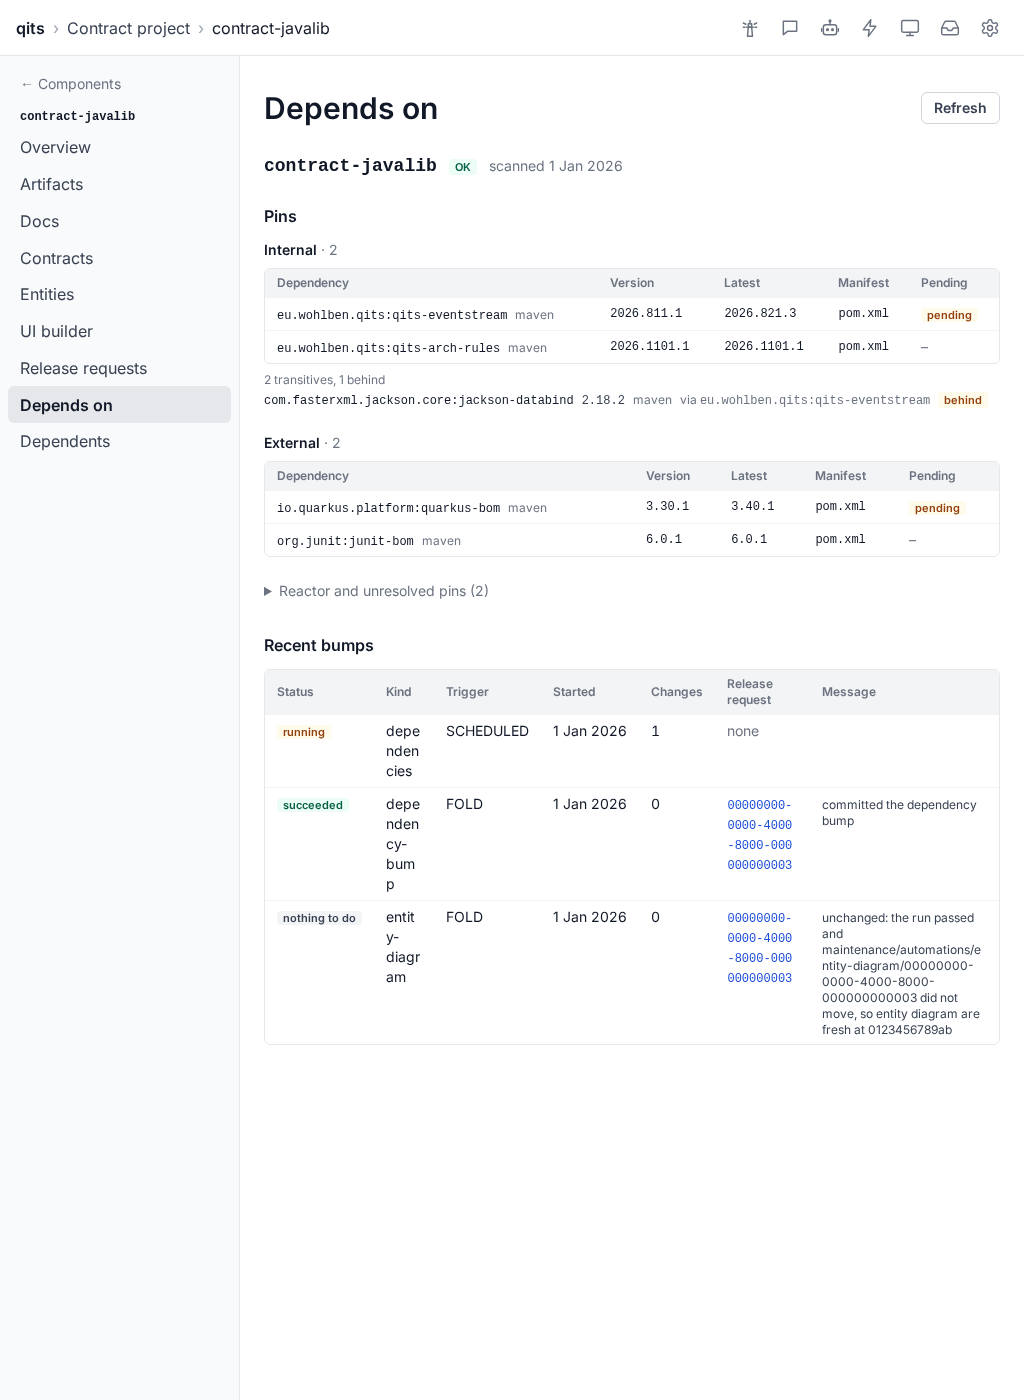 qits › Contract project › contract-javalib
← Components
contract-javalib
Overview
Artifacts
Docs
Contracts
Entities
UI builder
Release requests
Depends on
Dependents
Depends on
Refresh
contract-javalib OK scanned 1 Jan 2026
Pins
Internal · 2
Dependency Version Latest Manifest Pending
eu.wohlben.qits:qits-eventstream maven 2026.811.1 2026.821.3 pom.xml pending
eu.wohlben.qits:qits-arch-rules maven 2026.1101.1 2026.1101.1 pom.xml –
2 transitives, 1 behind
com.fasterxml.jackson.core:jackson-databind 2.18.2 maven via eu.wohlben.qits:qits-eventstream behind
External · 2
Dependency Version Latest Manifest Pending
io.quarkus.platform:quarkus-bom maven 3.30.1 3.40.1 pom.xml pending
org.junit:junit-bom maven 6.0.1 6.0.1 pom.xml –
▶ Reactor and unresolved pins (2)
Recent bumps
Status Kind Trigger Started Changes Release
request Message
running depe SCHEDULED 1 Jan 2026 1 none
nden
cies
succeeded depe FOLD 1 Jan 2026 0 00000000- committed the dependency
nden 0000-4000 bump
cy- -8000-000
bum 000000003
p
nothing to do entit FOLD 1 Jan 2026 0 00000000- unchanged: the run passed
y- 0000-4000 and
diagr -8000-000 maintenance/automations/e
am 000000003 ntity-diagram/00000000-
0000-4000-8000-
000000000003 did not
move, so entity diagram are
fresh at 0123456789ab